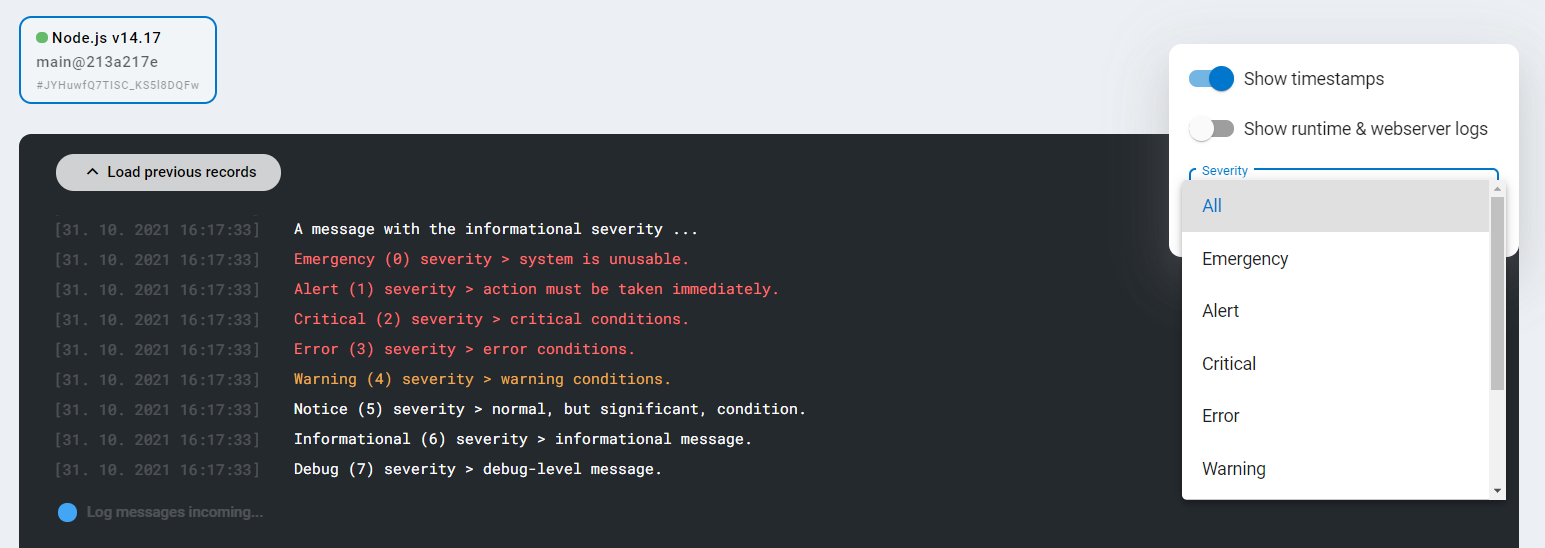 Node.js v14.17
main@213a217e
#JYHuwfQ7TISC_KS5l8DQFw
Show timestamps
Show runtime & webserver logs
Severity
All
Emergency
Alert
Critical
Error
Warning
Load previous records
[31. 10. 2021 16:17:33] A message with the informational severity ...
[31. 10. 2021 16:17:33] Emergency (0) severity > system is unusable.
[31. 10. 2021 16:17:33] Alert (1) severity > action must be taken immediately.
[31. 10. 2021 16:17:33] Critical (2) severity > critical conditions.
[31. 10. 2021 16:17:33] Error (3) severity > error conditions.
[31. 10. 2021 16:17:33] Warning (4) severity > warning conditions.
[31. 10. 2021 16:17:33] Notice (5) severity > normal, but significant, condition.
[31. 10. 2021 16:17:33] Informational (6) severity > informational message.
[31. 10. 2021 16:17:33] Debug (7) severity > debug-level message.
Log messages incoming...